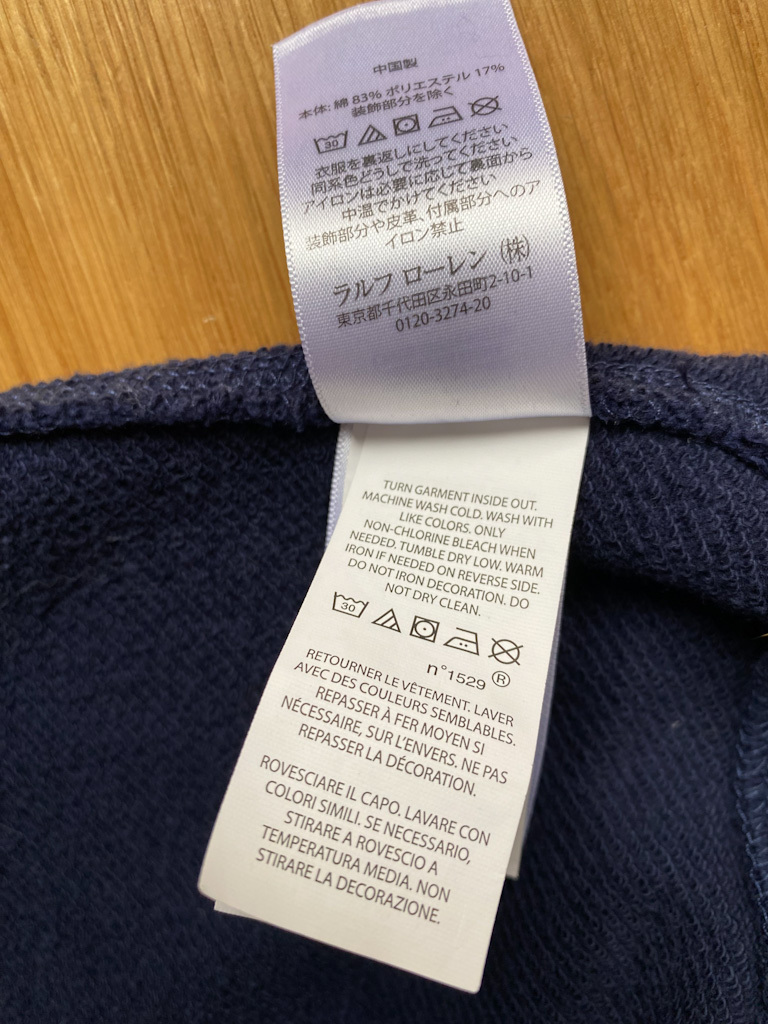 中国製
本体: 綿 83% ポリエステル 17%
装飾部分を除く
30
衣服を裏返しにしてください
同系色どうしで洗ってください
アイロンは必要に応じて裏面から
中温でかけてください
装飾部分や皮革、付属部分へのア
イロン禁止
ラルフ ローレン (株)
東京都千代田区永田町2-10-1
0120-3274-20
TURN GARMENT INSIDE OUT.
MACHINE WASH COLD. WASH WITH
LIKE COLORS. ONLY
NON-CHLORINE BLEACH WHEN
NEEDED. TUMBLE DRY LOW. WARM
IRON IF NEEDED ON REVERSE SIDE.
DO NOT IRON DECORATION. DO
NOT DRY CLEAN.
30
n°1529 ®
RETOURNER LE VÊTEMENT. LAVER
AVEC DES COULEURS SEMBLABLES.
REPASSER À FER MOYEN SI
NÉCESSAIRE, SUR L'ENVERS. NE PAS
REPASSER LA DÉCORATION.
ROVESCIARE IL CAPO. LAVARE CON
COLORI SIMILI. SE NECESSARIO,
STIRARE A ROVESCIO A
TEMPERATURA MEDIA. NON
STIRARE LA DECORAZIONE.